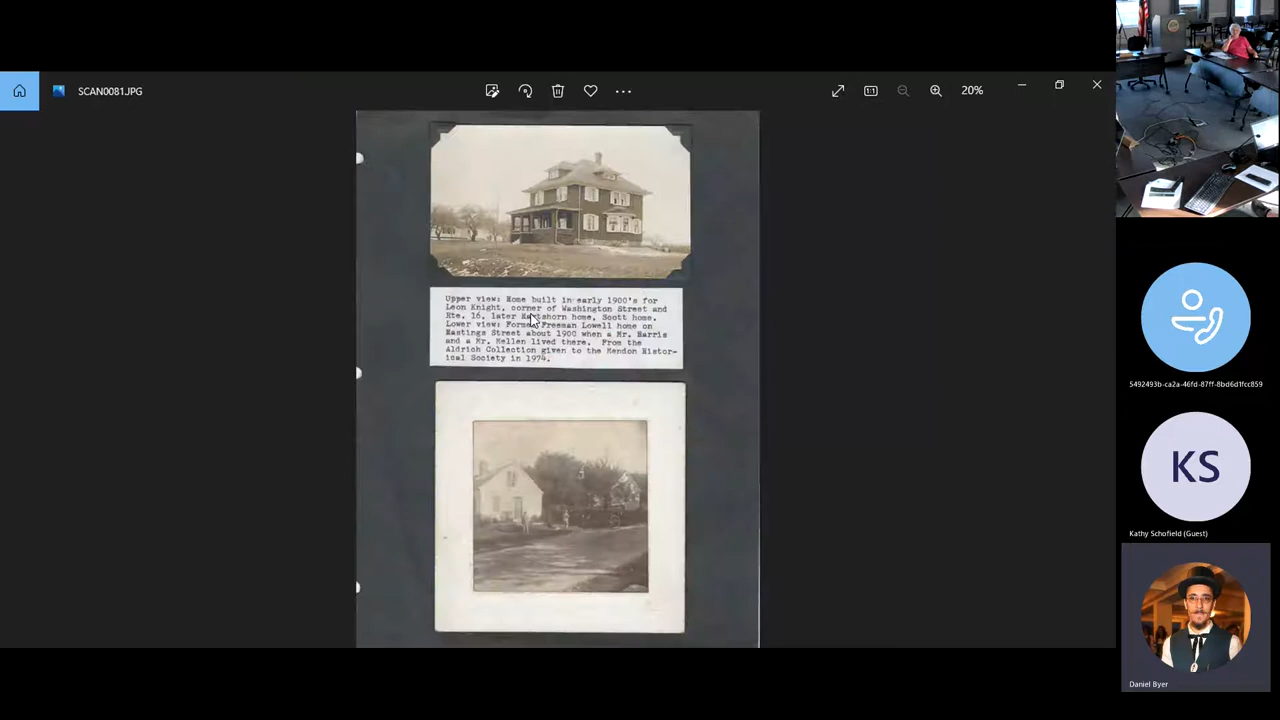 SCAN0081.JPG
20%
Upper view: Home built in early 1900's for
Leon Knight, corner of Washington Street and
Rte. 16, later Hartshorn home, Scott home.
Lower view: Former Freeman Lowell home on
Hastings Street about 1900 when a Mr. Harris
and a Mr. Kellen lived there. From the
Aldrich Collection given to the Mendon Histor-
ical Society in 1974.
5492493b-ca2a-46fd-87ff-8bd6d1fcc859
KS
Kathy Schofield (Guest)
Daniel Byer